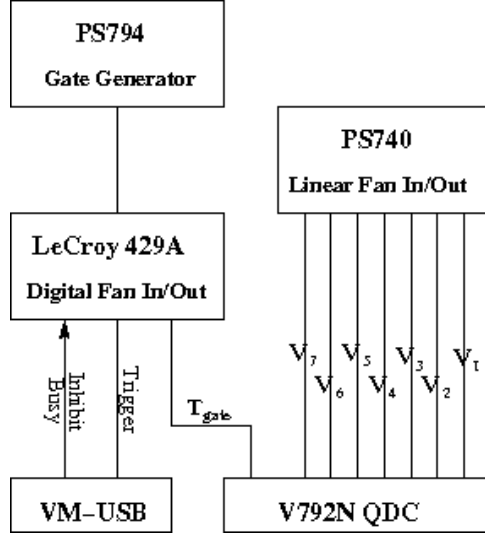 PS794
Gate Generator
PS740
Linear Fan In/Out
LeCroy 429A
Digital Fan In/Out
V7 V5 V3 V1
V6 V4 V2
Inhibit
Busy
Trigger
Tgate
VM-USB
V792N QDC